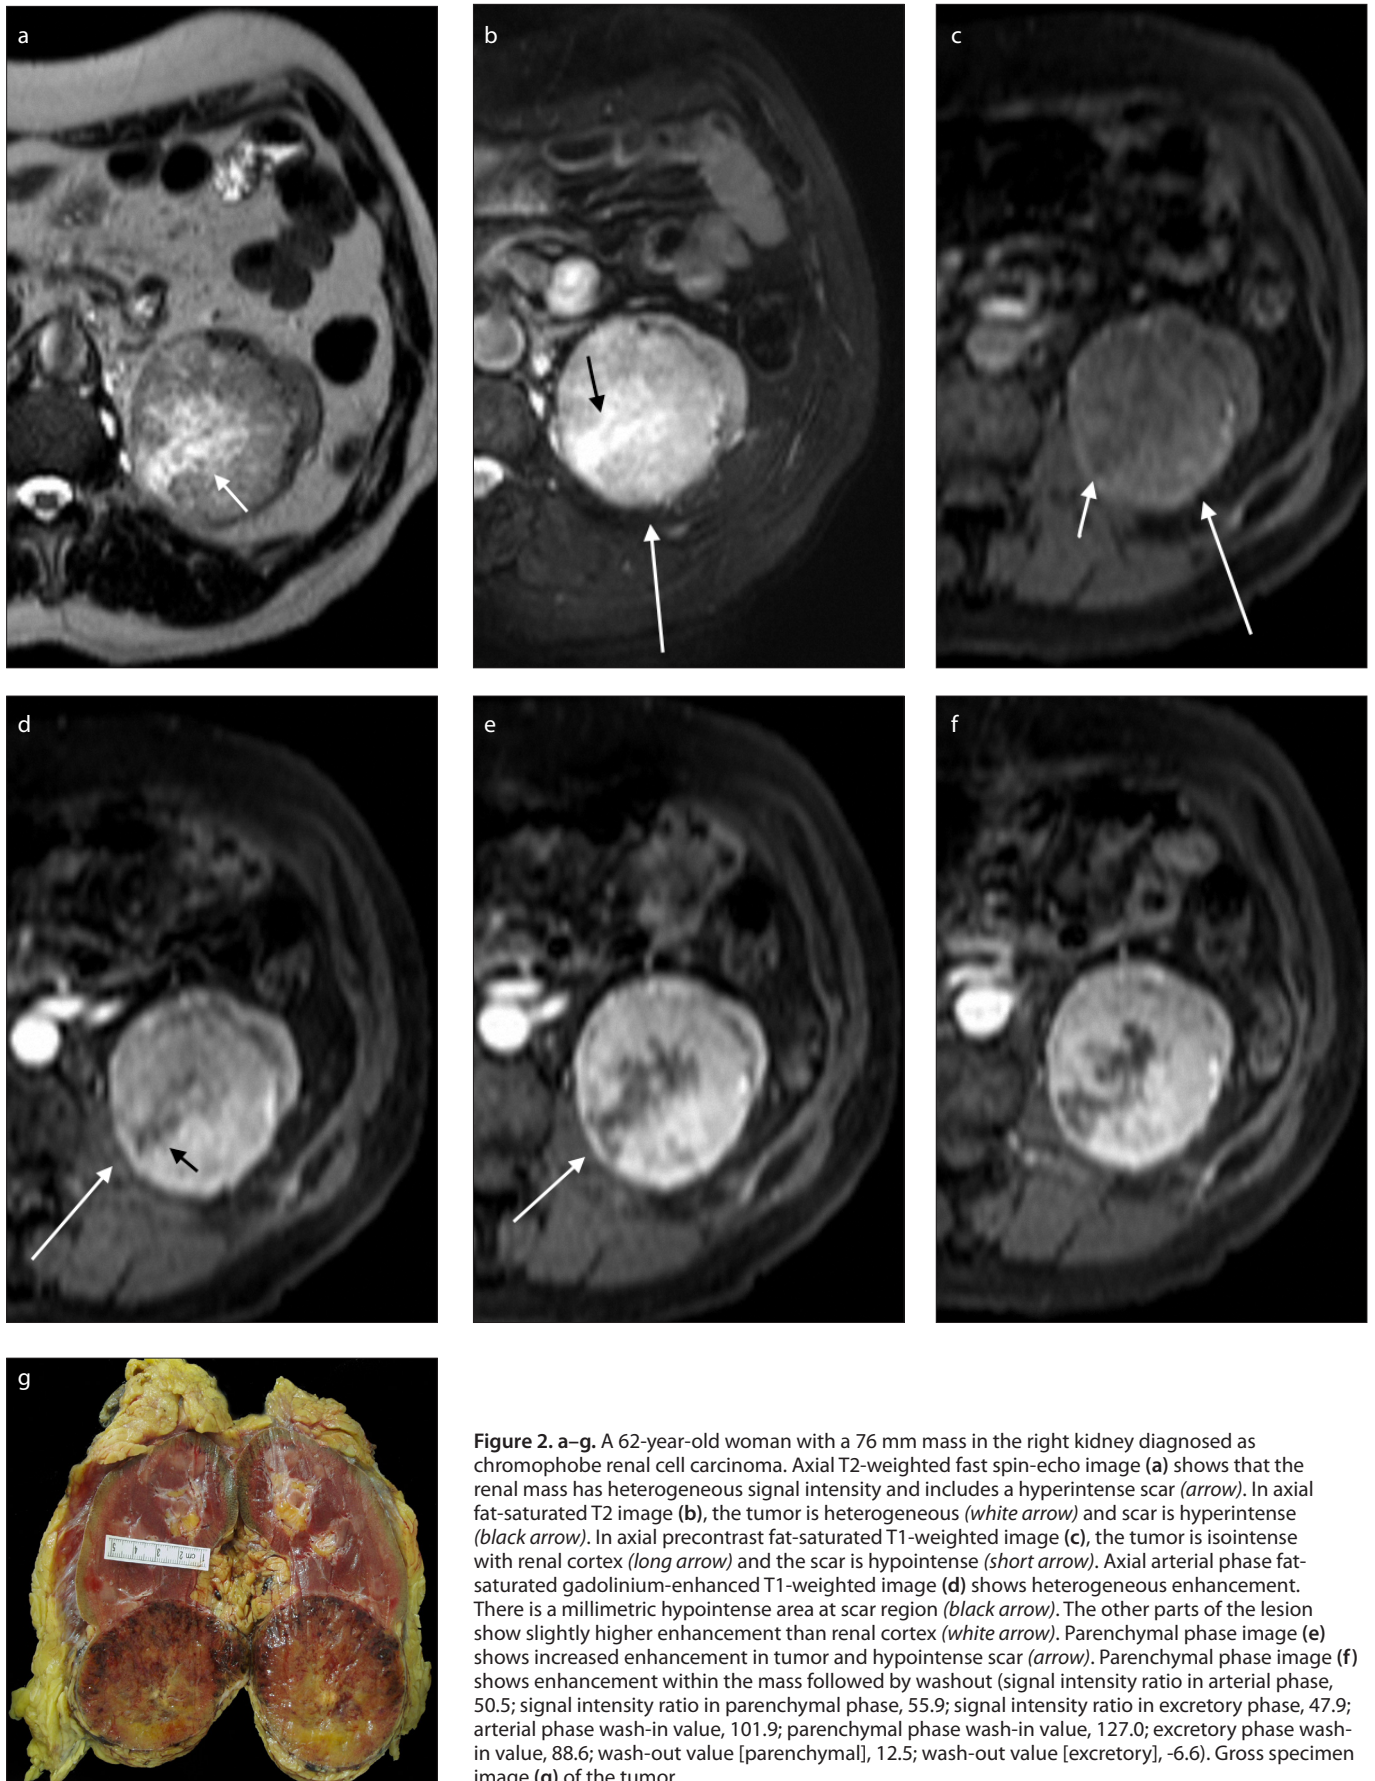 a
b
c
d
e
f
g
Figure 2. a–g. A 62-year-old woman with a 76 mm mass in the right kidney diagnosed as
chromophobe renal cell carcinoma. Axial T2-weighted fast spin-echo image (a) shows that the
renal mass has heterogeneous signal intensity and includes a hyperintense scar (arrow). In axial
fat-saturated T2 image (b), the tumor is heterogeneous (white arrow) and scar is hyperintense
(black arrow). In axial precontrast fat-saturated T1-weighted image (c), the tumor is isointense
with renal cortex (long arrow) and the scar is hypointense (short arrow). Axial arterial phase fat-
saturated gadolinium-enhanced T1-weighted image (d) shows heterogeneous enhancement.
There is a millimetric hypointense area at scar region (black arrow). The other parts of the lesion
show slightly higher enhancement than renal cortex (white arrow). Parenchymal phase image (e)
shows increased enhancement in tumor and hypointense scar (arrow). Parenchymal phase image (f)
shows enhancement within the mass followed by washout (signal intensity ratio in arterial phase,
50.5; signal intensity ratio in parenchymal phase, 55.9; signal intensity ratio in excretory phase, 47.9;
arterial phase wash-in value, 101.9; parenchymal phase wash-in value, 127.0; excretory phase wash-
in value, 88.6; wash-out value [parenchymal], 12.5; wash-out value [excretory], -6.6). Gross specimen
image (g) of the tumor.
1 cm 2 3 4 5